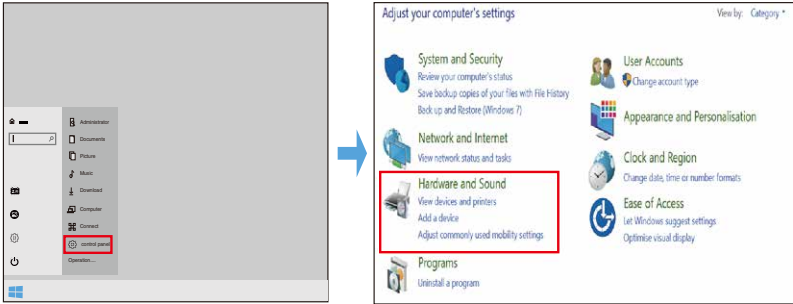 Administrator
Documents
Picture
Music
Download
Computer
Connect
control panel
Operation...
Adjust your computer's settings
View by: Category
System and Security
Review your computer's status
Save backup copies of your files with File History
Back up and Restore (Windows 7)
Network and Internet
View network status and tasks
Hardware and Sound
View devices and printers
Add a device
Adjust commonly used mobility settings
Programs
Uninstall a program
User Accounts
Change account type
Appearance and Personalisation
Clock and Region
Change date, time or number formats
Ease of Access
Let Windows suggest settings
Optimise visual display